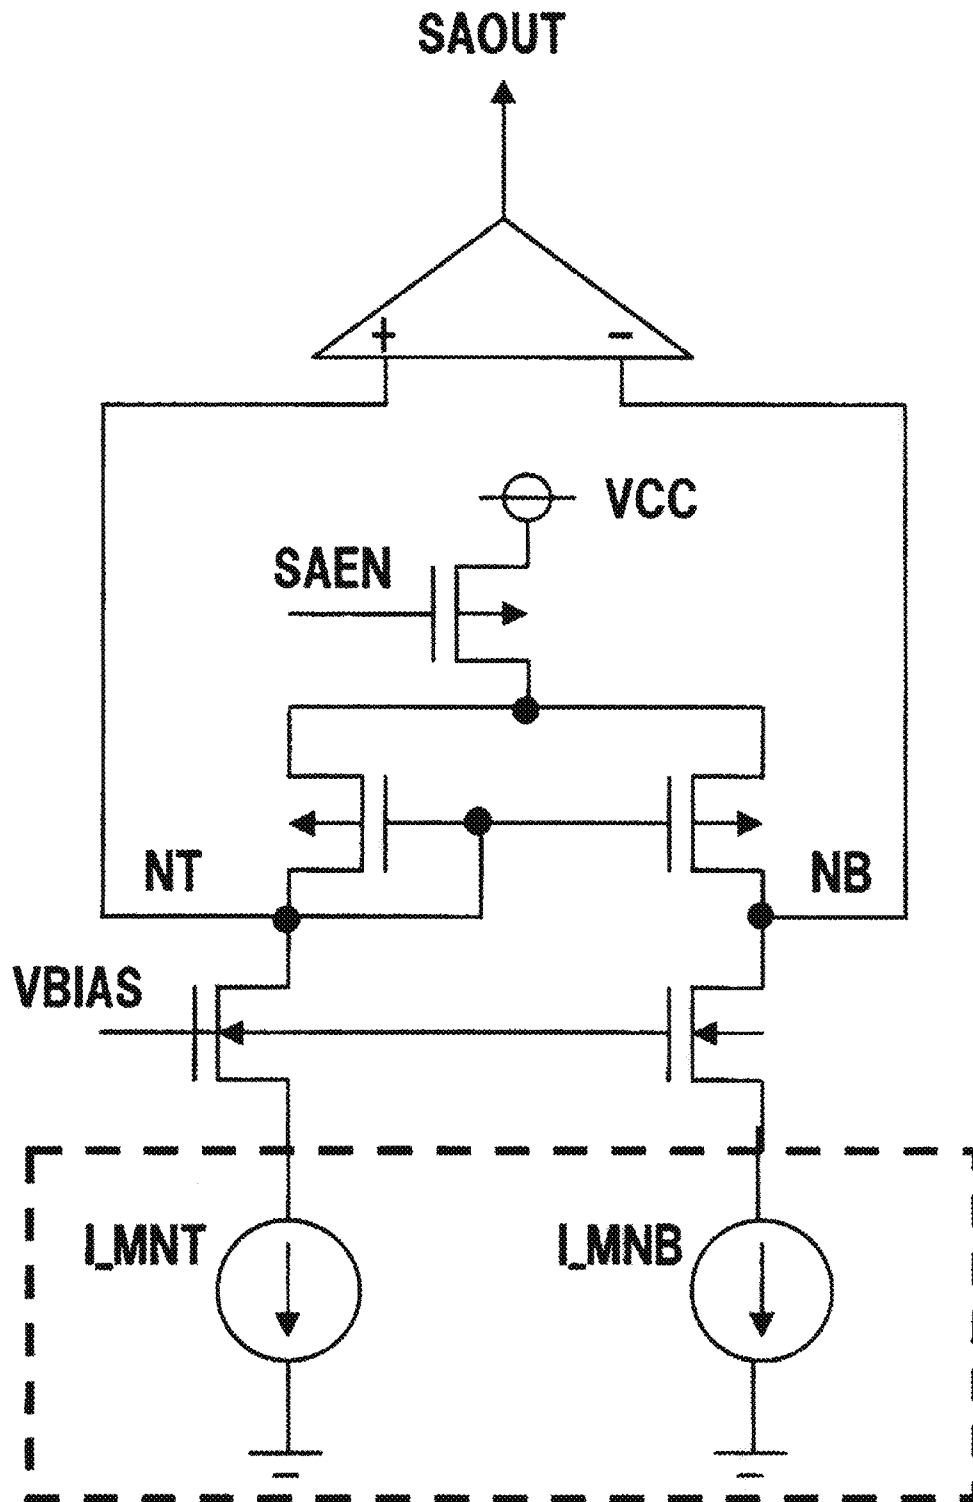 SAOUT
+ -
VCC
SAEN
NT NB
VBIAS
I_MNT I_MNB